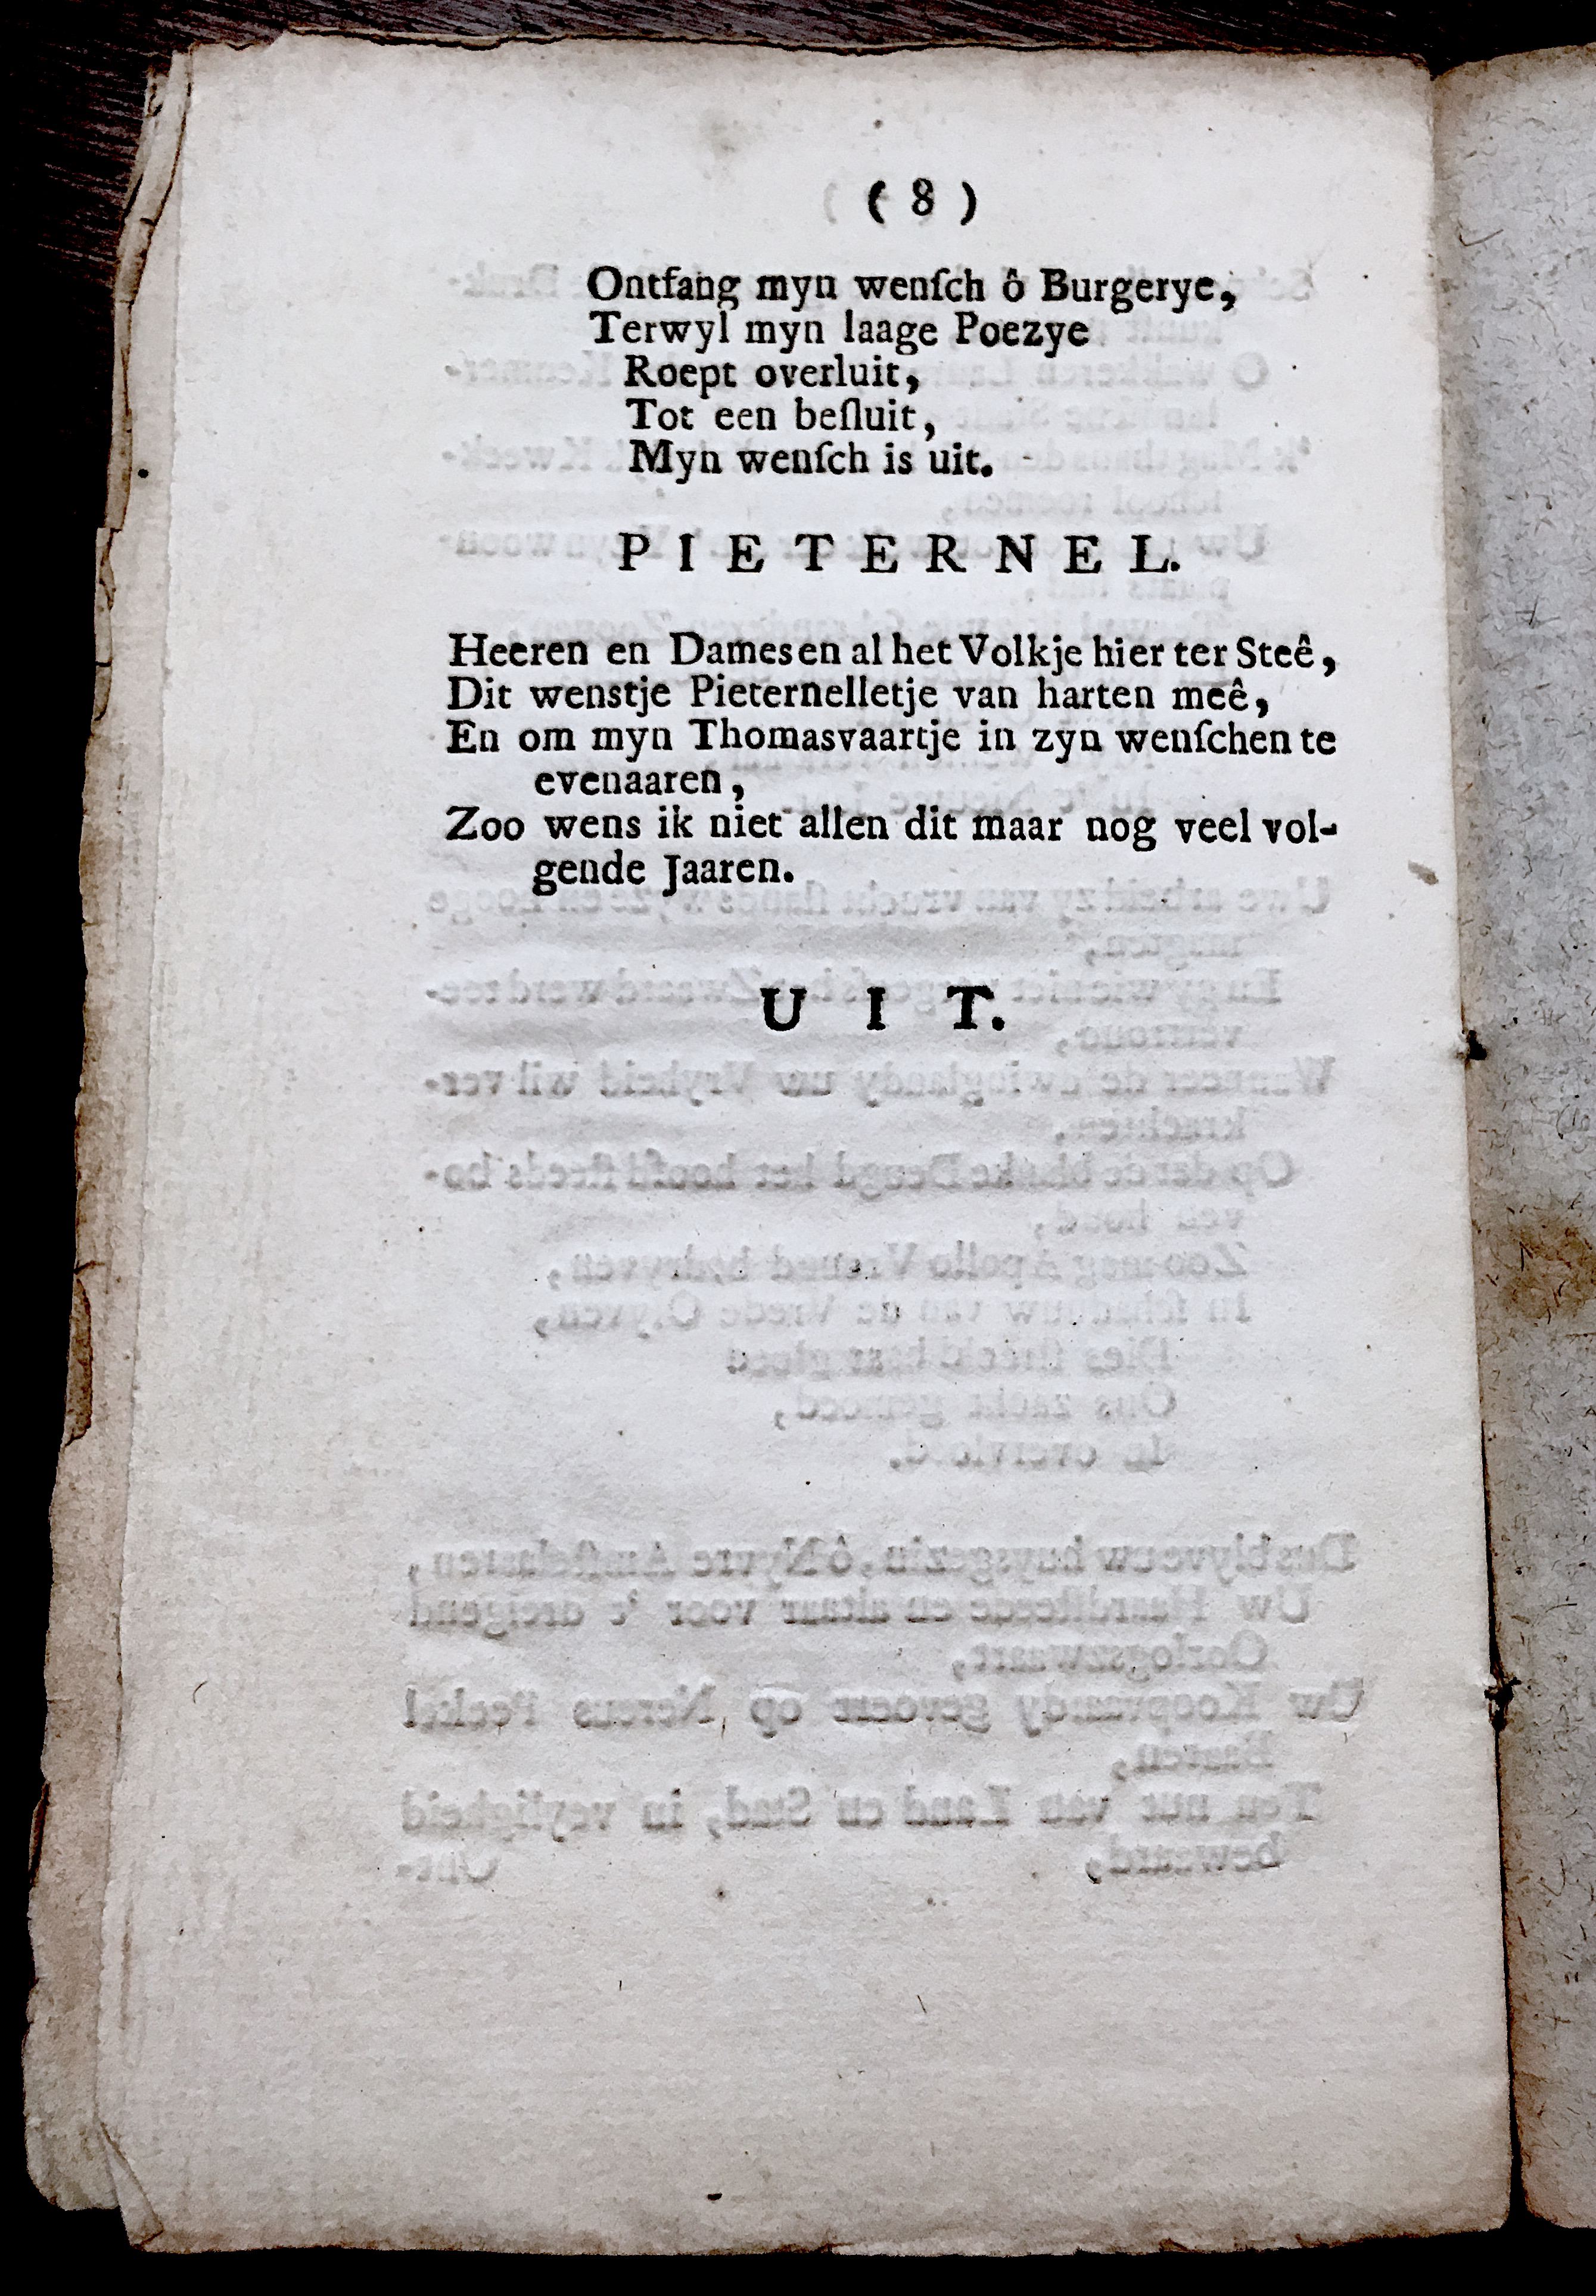 ( 8 )
Ontfang myn wenſch ô Burgerye,
Terwyl myn laage Poezye
Roept overluit,
Tot een beſluit,
Myn wenſch is uit.
PIETERNEL.
Heeren en Dames en al het Volkje hier ter Steê,
Dit wenstje Pieternelletje van harten meê,
En om myn Thomasvaartje in zyn wenſchen te
evenaaren,
Zoo wens ik niet allen dit maar nog veel vol-
gende Jaaren.
UIT.